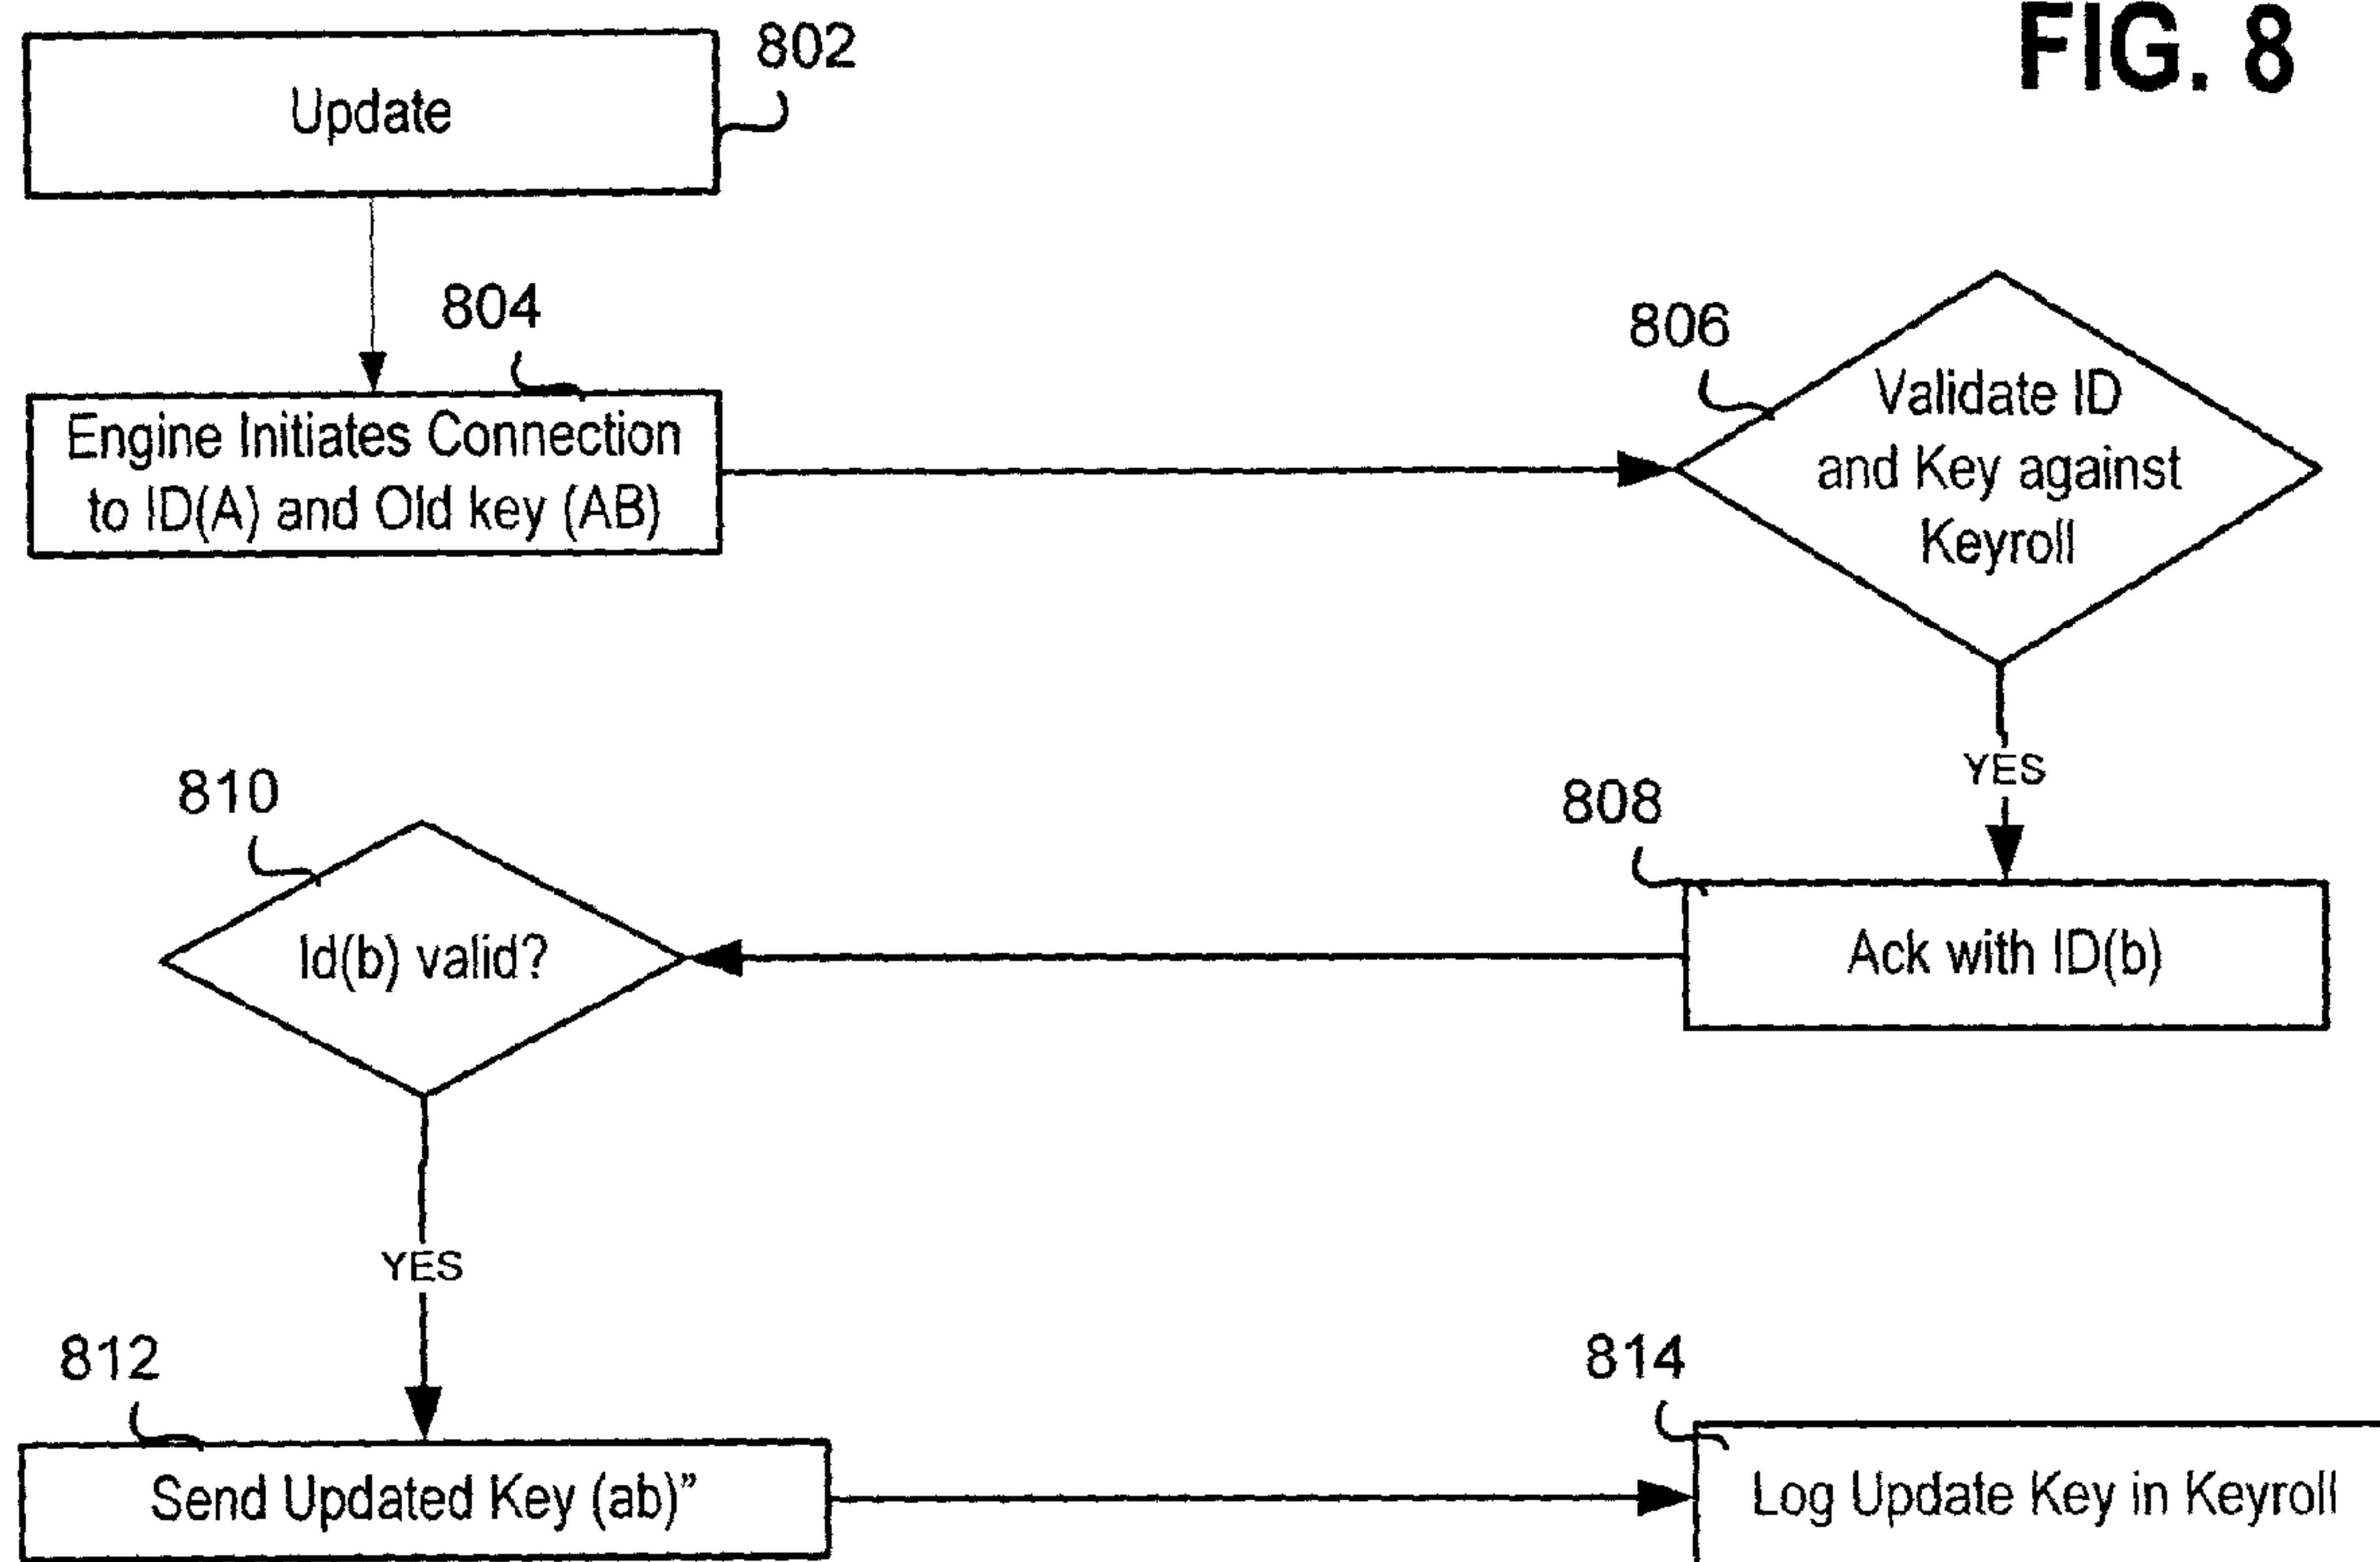 FIG. 8
802
Update
804
Engine Initiates Connection
to ID(A) and Old key (AB)
806
Validate ID
and Key against
Keyroll
YES
808
Ack with ID(b)
810
Id(b) valid?
YES
812
Send Updated Key (ab)”
814
Log Update Key in Keyroll